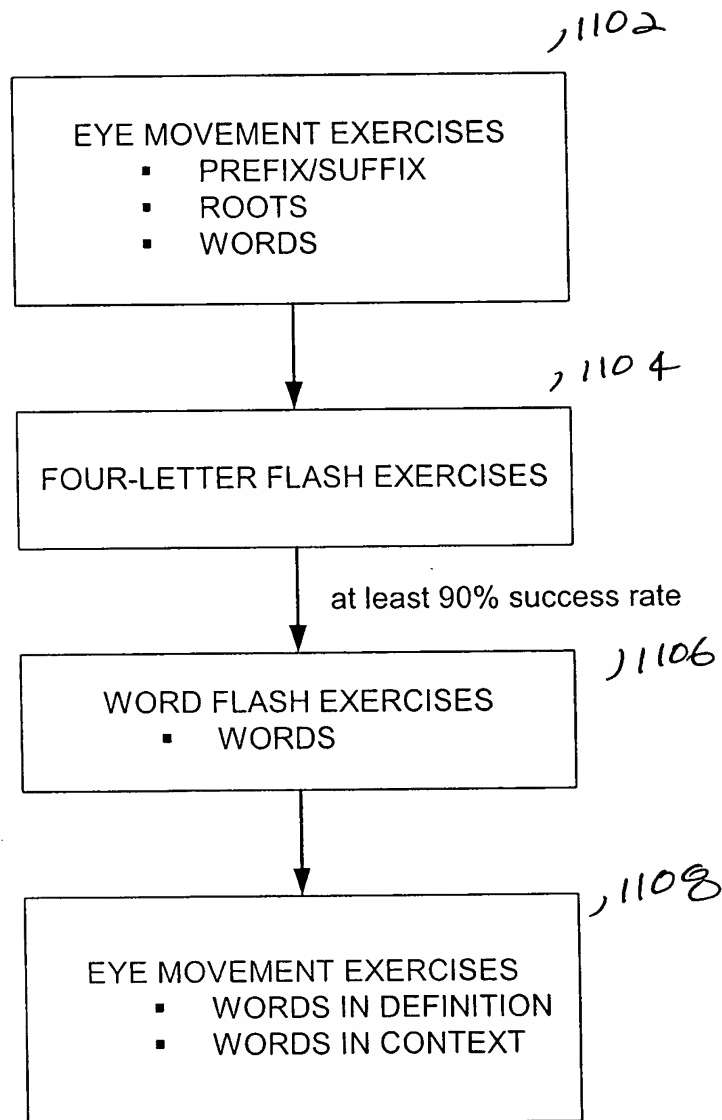 1102
EYE MOVEMENT EXERCISES
▪ PREFIX/SUFFIX
▪ ROOTS
▪ WORDS
1104
FOUR-LETTER FLASH EXERCISES
at least 90% success rate
1106
WORD FLASH EXERCISES
▪ WORDS
1108
EYE MOVEMENT EXERCISES
▪ WORDS IN DEFINITION
▪ WORDS IN CONTEXT